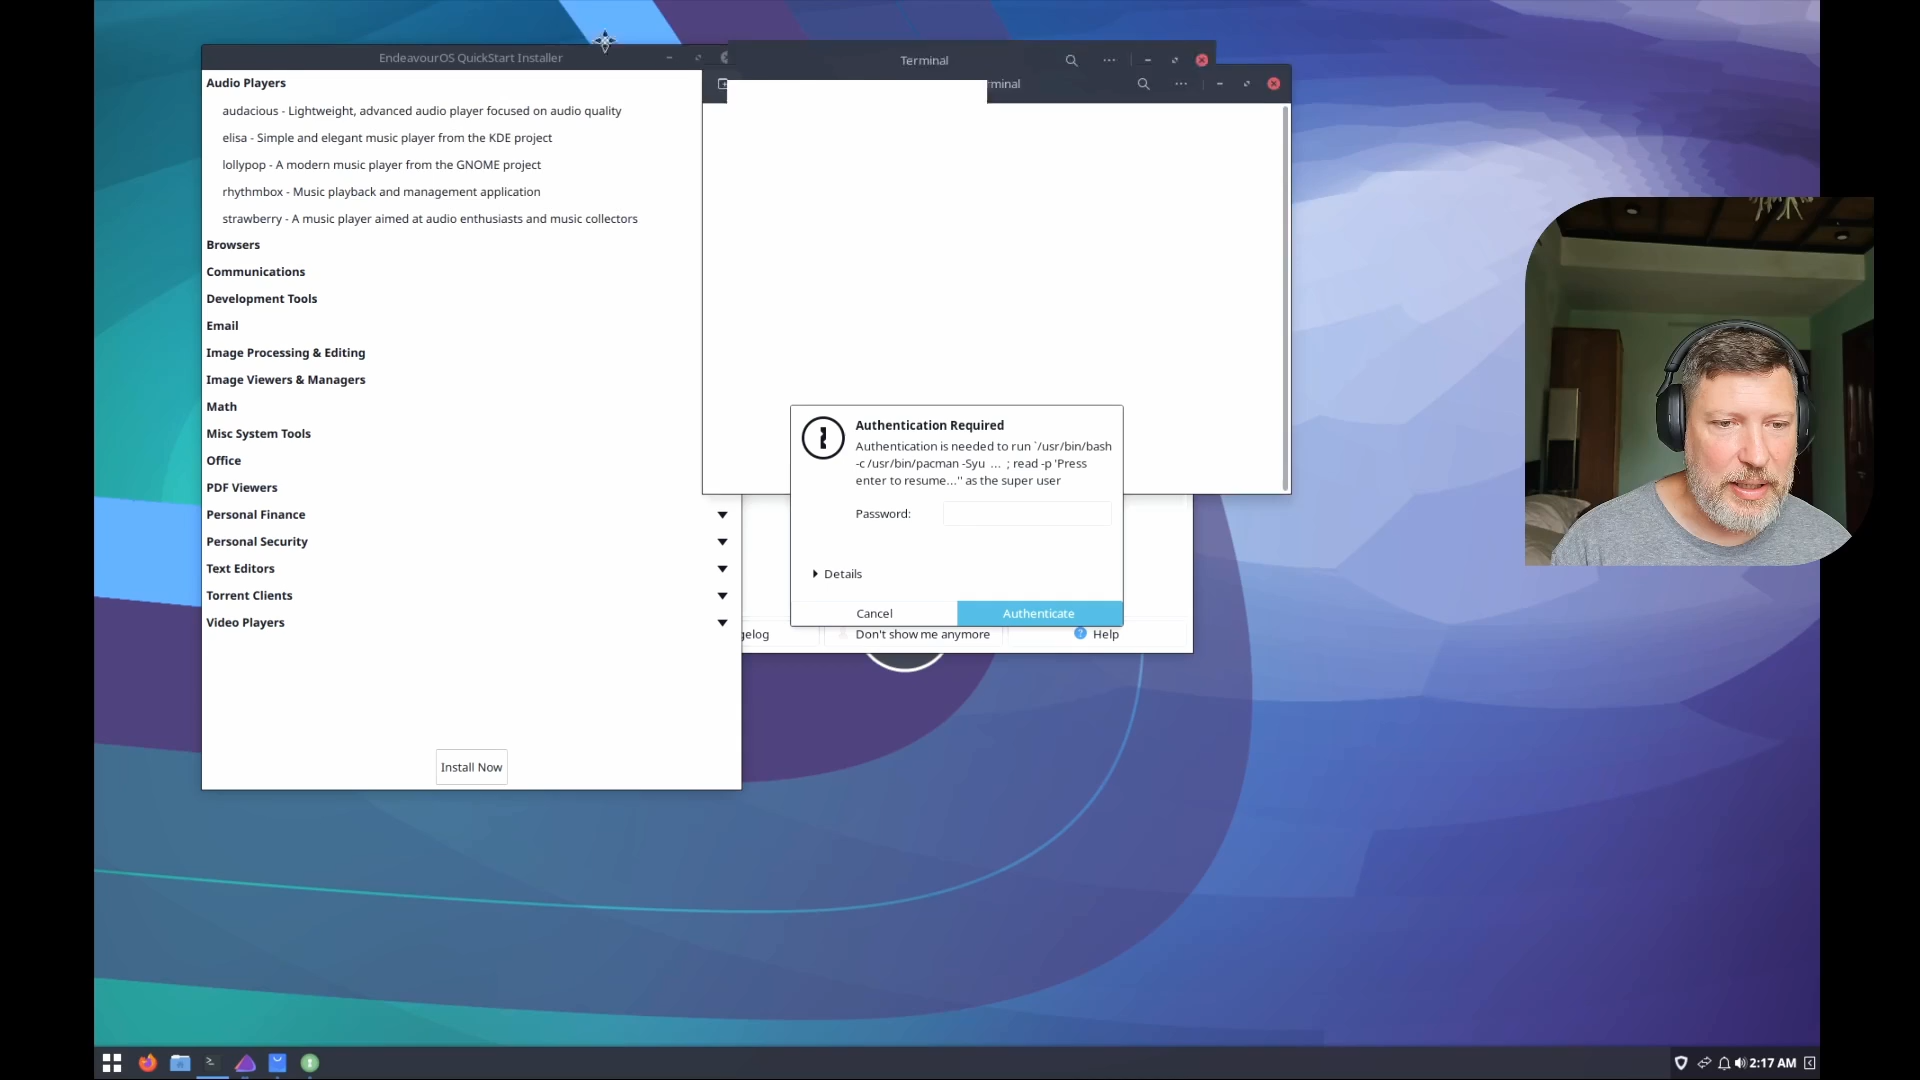 EndeavourOS QuickStart Installer
Audio Players
audacious - Lightweight, advanced audio player focused on audio quality
elisa - Simple and elegant music player from the KDE project
lollypop - A modern music player from the GNOME project
rhythmbox - Music playback and management application
strawberry - A music player aimed at audio enthusiasts and music collectors
Browsers
Communications
Development Tools
Email
Image Processing & Editing
Image Viewers & Managers
Math
Misc System Tools
Office
PDF Viewers
Personal Finance
Personal Security
Text Editors
Torrent Clients
Video Players
Install Now
Terminal
rminal
Authentication Required
Authentication is needed to run `/usr/bin/bash
-c /usr/bin/pacman -Syu ... ; read -p 'Press
enter to resume...'' as the super user
Password:
Details
Cancel
Authenticate
gelog
Don't show me anymore
Help
2:17 AM